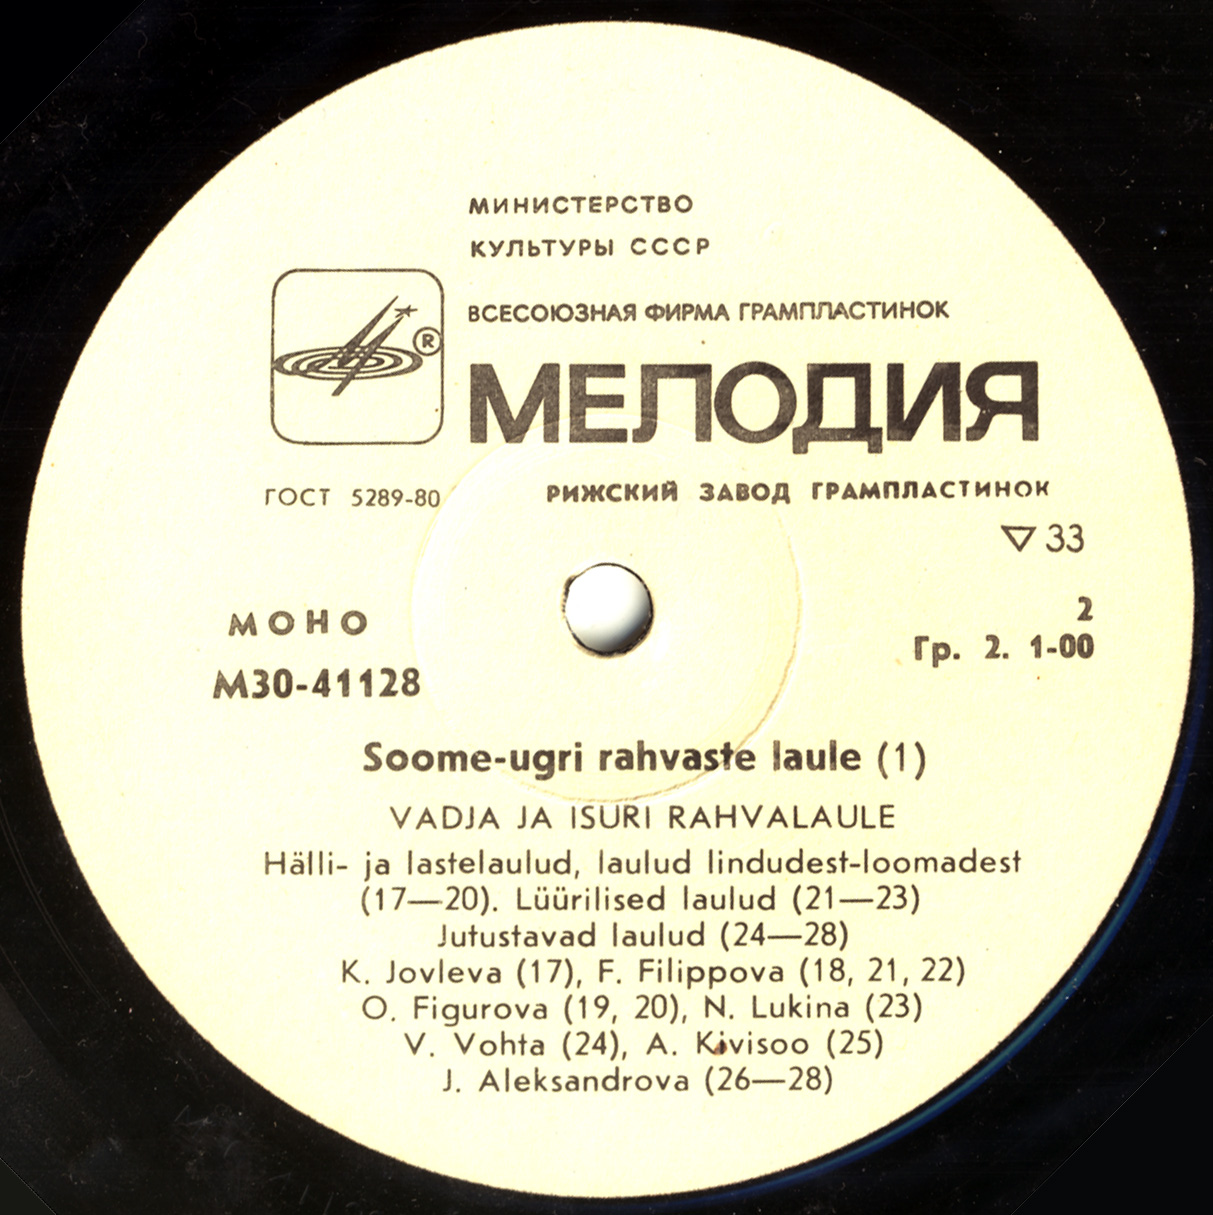 МИНИСТЕРСТВО
КУЛЬТУРЫ СССР
ВСЕСОЮЗНАЯ ФИРМА ГРАМПЛАСТИНОК
®
МЕЛОДИЯ
ГОСТ 5289-80
РИЖСКИЙ ЗАВОД ГРАМПЛАСТИНОК
▽ 33
МОНО
2
Гр. 2. 1-00
М30-41128
Soome-ugri rahvaste laule (1)
VADJA JA ISURI RAHVALAULE
Hälli- ja lastelaulud, laulud lindudest-loomadest
(17—20). Lüürilised laulud (21—23)
Jutustavad laulud (24—28)
K. Jovleva (17), F. Filippova (18, 21, 22)
O. Figurova (19, 20), N. Lukina (23)
V. Vohta (24), A. Kivisoo (25)
J. Aleksandrova (26—28)